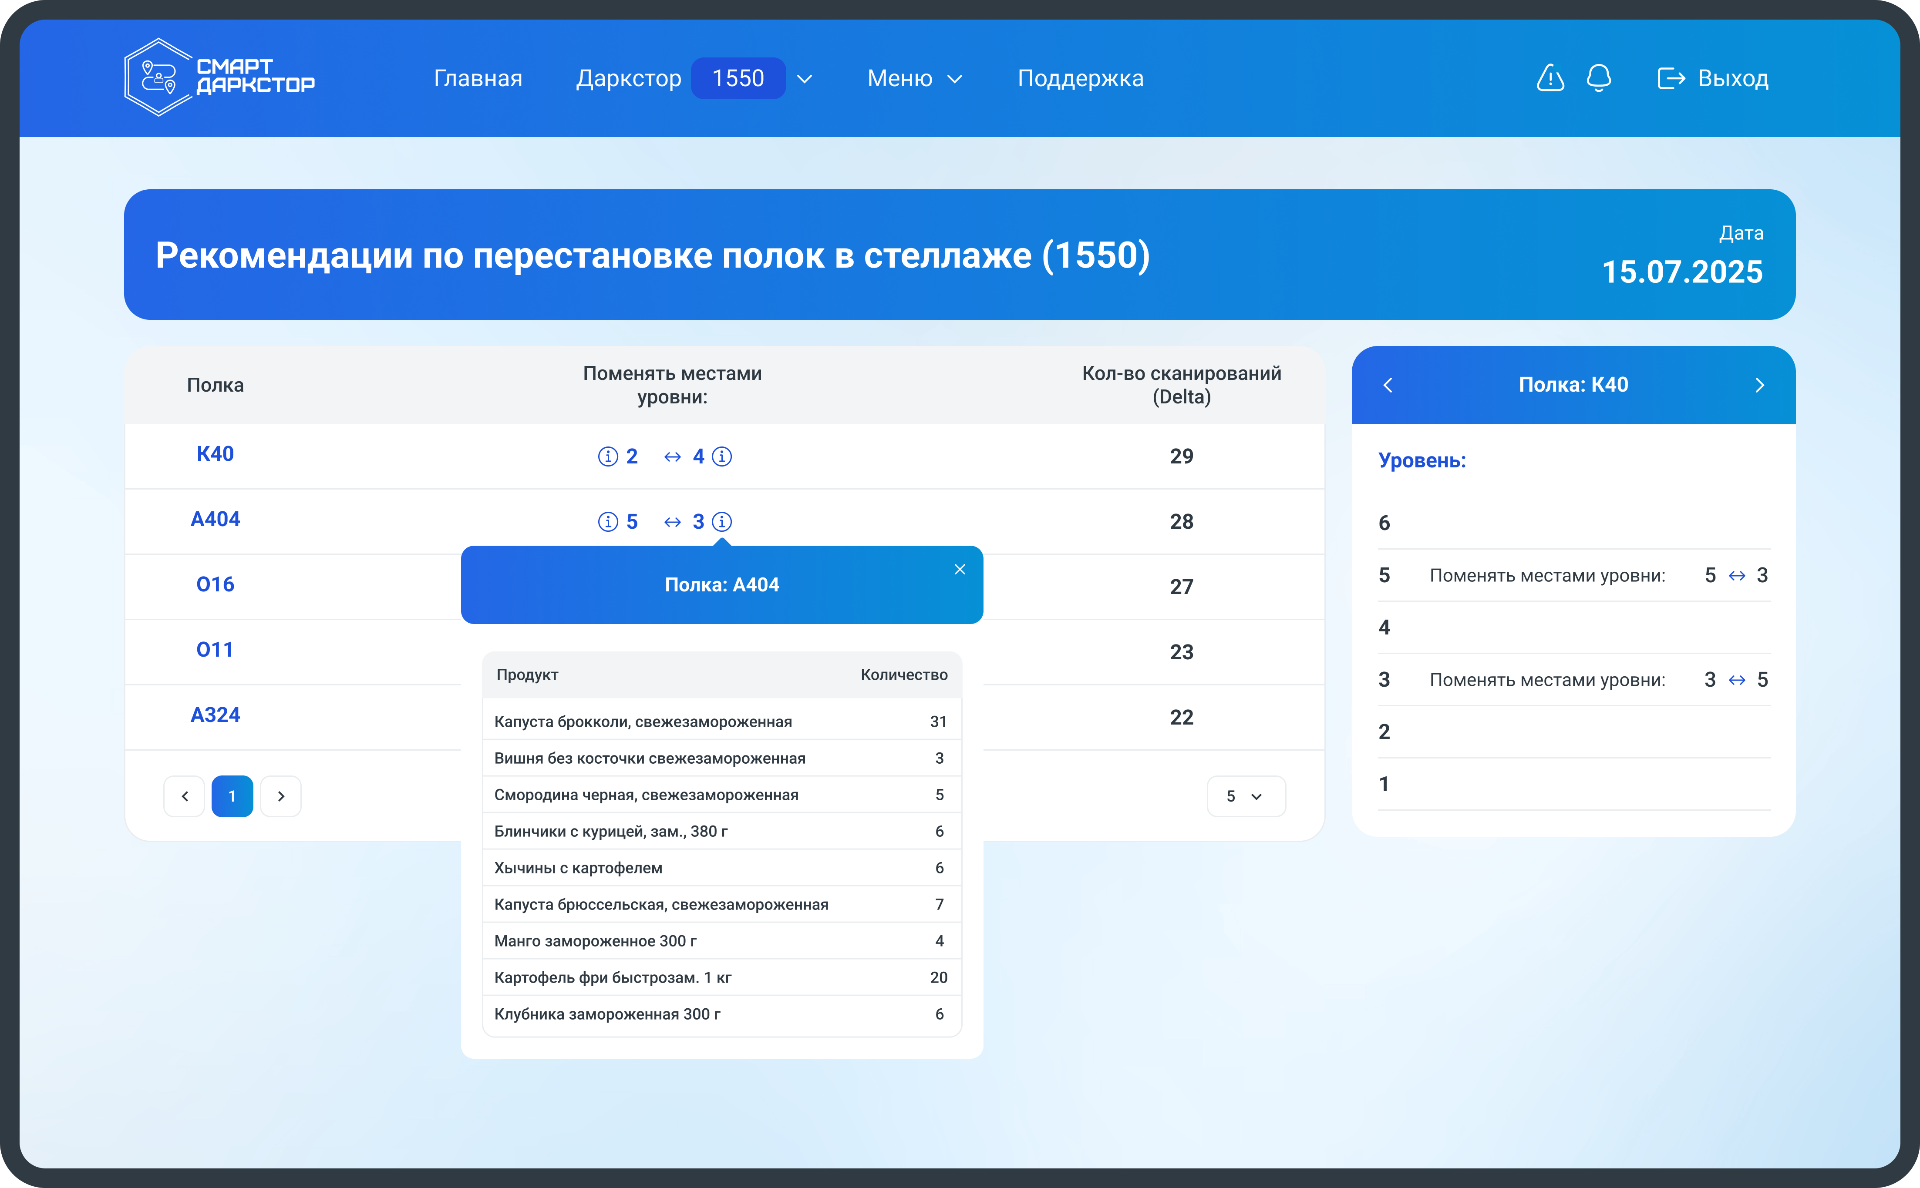 СМАРТ
ДАРКСТОР
Главная
Даркстор 1550
Меню
Поддержка
Выход
Рекомендации по перестановке полок в стеллаже (1550)
Дата
15.07.2025
Полка
Поменять местами
уровни:
Кол-во сканирований
(Delta)
К40
2 ↔ 4
29
А404
5 ↔ 3
28
О16
27
О11
23
А324
22
1
5
Полка: А404
Продукт Количество
Капуста брокколи, свежезамороженная 31
Вишня без косточки свежезамороженная 3
Смородина черная, свежезамороженная 5
Блинчики с курицей, зам., 380 г 6
Хычины с картофелем 6
Капуста брюссельская, свежезамороженная 7
Манго замороженное 300 г 4
Картофель фри быстрозам. 1 кг 20
Клубника замороженная 300 г 6
Полка: К40
Уровень:
6
5 Поменять местами уровни: 5 ↔ 3
4
3 Поменять местами уровни: 3 ↔ 5
2
1